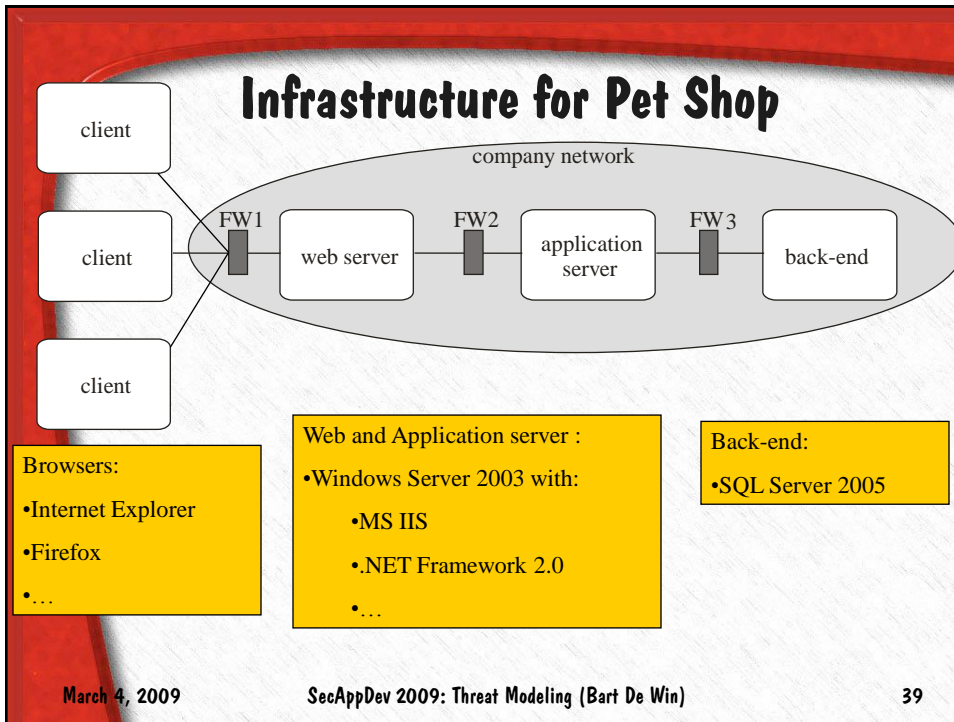 Infrastructure for Pet Shop
client
client
client
company network
FW1
web server
FW2
application
server
FW3
back-end
Browsers:
•Internet Explorer
•Firefox
•…
Web and Application server :
•Windows Server 2003 with:
•MS IIS
•.NET Framework 2.0
•…
Back-end:
•SQL Server 2005
March 4, 2009
SecAppDev 2009: Threat Modeling (Bart De Win)
39